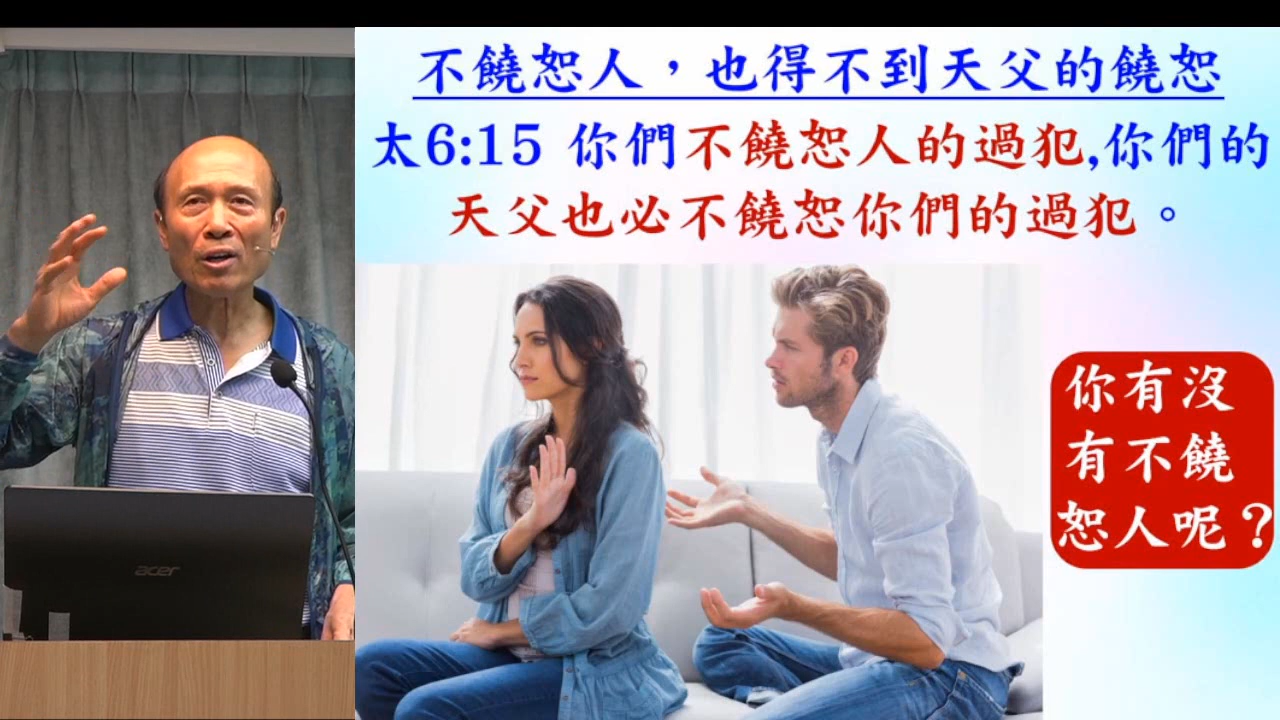 不饒恕人，也得不到天父的饒恕
太6:15 你們不饒恕人的過犯,你們的
天父也必不饒恕你們的過犯。
你有沒
有不饒
恕人呢？
acer